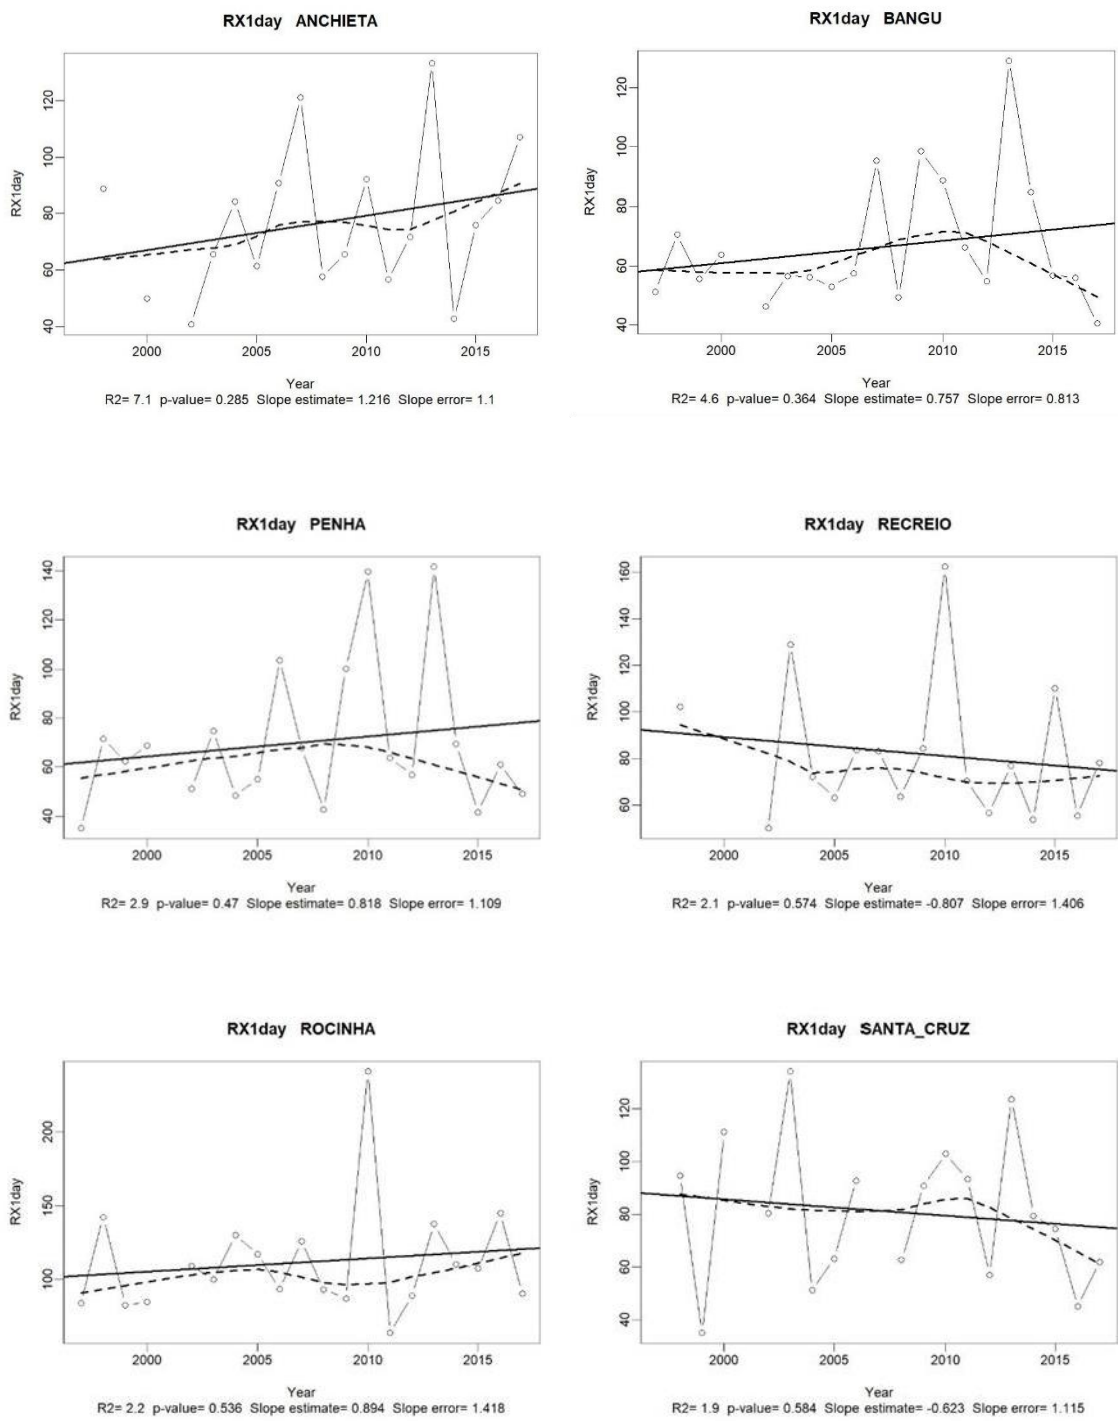 RX1day ANCHIETA
RX1day
120
100
80
60
40
2000 2005 2010 2015
Year
R2= 7.1 p-value= 0.285 Slope estimate= 1.216 Slope error= 1.1
RX1day BANGU
RX1day
120
100
80
60
40
2000 2005 2010 2015
Year
R2= 4.6 p-value= 0.364 Slope estimate= 0.757 Slope error= 0.813
RX1day PENHA
RX1day
140
120
100
80
60
40
2000 2005 2010 2015
Year
R2= 2.9 p-value= 0.47 Slope estimate= 0.818 Slope error= 1.109
RX1day RECREIO
RX1day
160
140
120
100
80
60
2000 2005 2010 2015
Year
R2= 2.1 p-value= 0.574 Slope estimate= -0.807 Slope error= 1.406
RX1day ROCINHA
RX1day
200
150
100
2000 2005 2010 2015
Year
R2= 2.2 p-value= 0.536 Slope estimate= 0.894 Slope error= 1.418
RX1day SANTA_CRUZ
RX1day
120
100
80
60
40
2000 2005 2010 2015
Year
R2= 1.9 p-value= 0.584 Slope estimate= -0.623 Slope error= 1.115